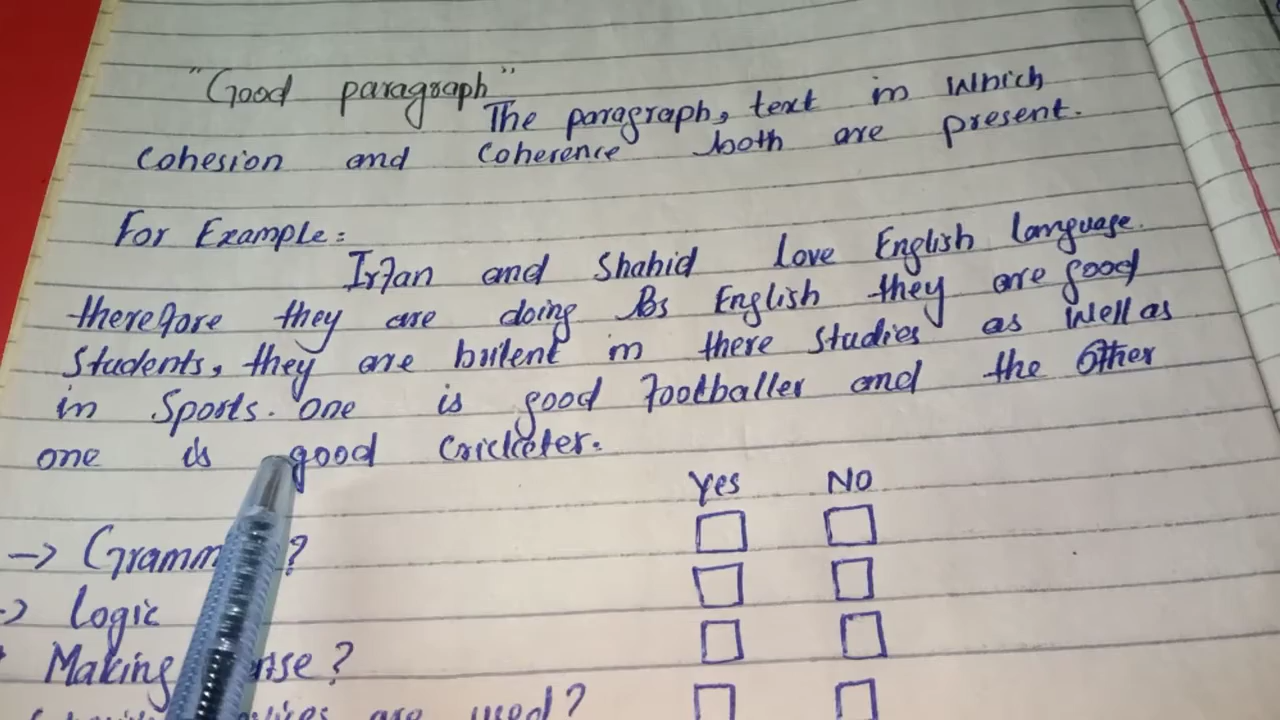 "Good paragraph"
The paragraph, text in which
cohesion and coherence both are present.
For Example:
Irfan and Shahid love English language.
therefore they are doing Bs English they are good
students, they are brilent in there studies as well as
in Sports. One is good footballer and the Other
one is good Cricketer.
Yes No
→ Gramm ?
→ Logic
Making nse?
are used?